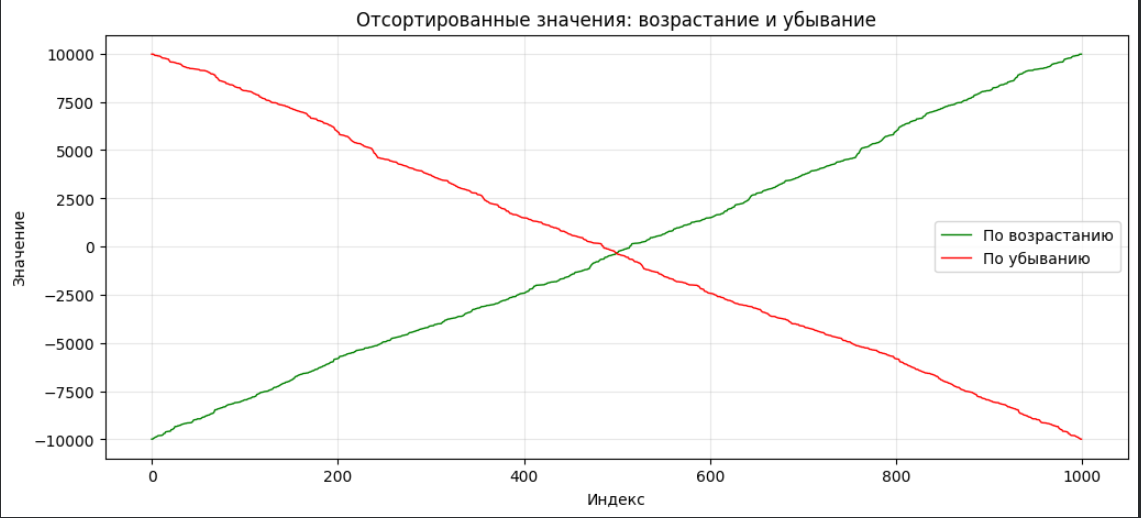 Отсортированные значения: возрастание и убывание
10000
7500
5000
2500
0
−2500
−5000
−7500
−10000
Значение
По возрастанию
По убыванию
0 200 400 600 800 1000
Индекс